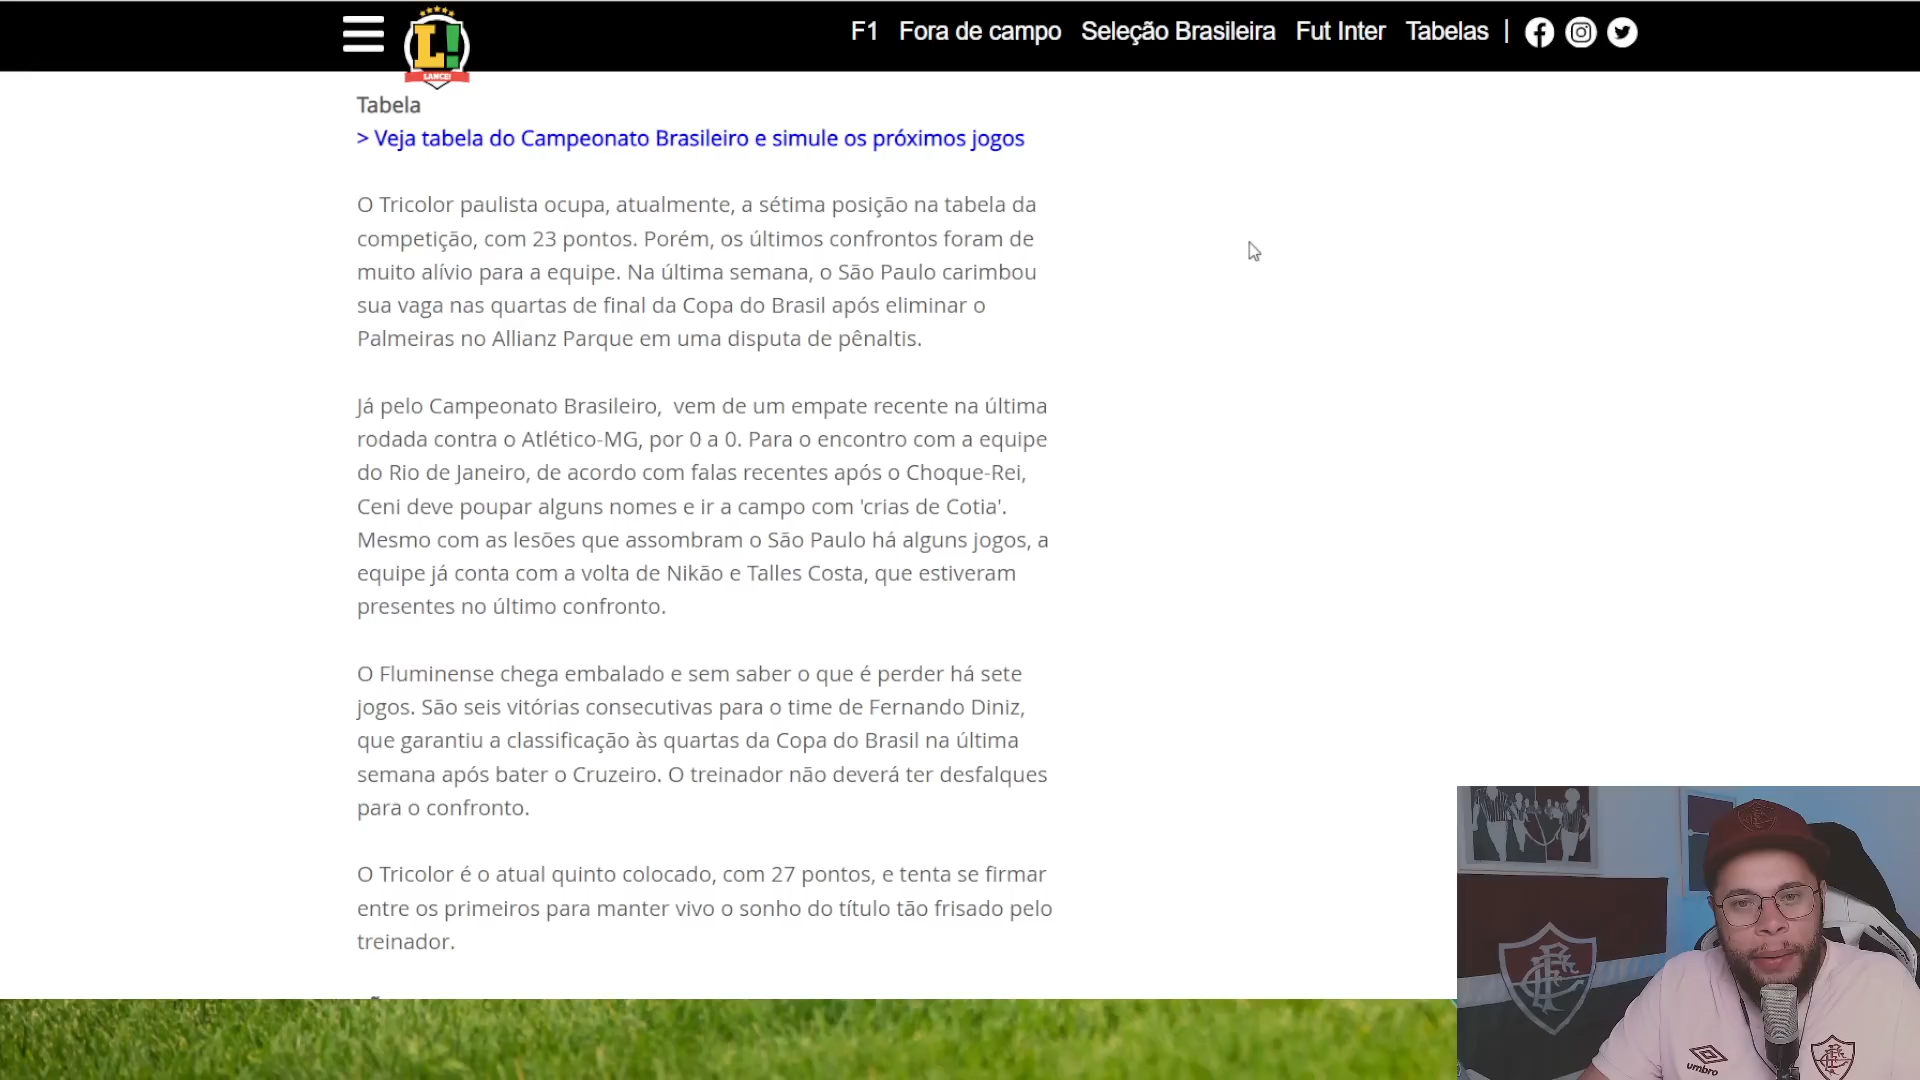 L!
LANCE!
F1 Fora de campo Seleção Brasileira Fut Inter Tabelas |
Tabela
> Veja tabela do Campeonato Brasileiro e simule os próximos jogos
O Tricolor paulista ocupa, atualmente, a sétima posição na tabela da
competição, com 23 pontos. Porém, os últimos confrontos foram de
muito alívio para a equipe. Na última semana, o São Paulo carimbou
sua vaga nas quartas de final da Copa do Brasil após eliminar o
Palmeiras no Allianz Parque em uma disputa de pênaltis.
Já pelo Campeonato Brasileiro,  vem de um empate recente na última
rodada contra o Atlético-MG, por 0 a 0. Para o encontro com a equipe
do Rio de Janeiro, de acordo com falas recentes após o Choque-Rei,
Ceni deve poupar alguns nomes e ir a campo com 'crias de Cotia'.
Mesmo com as lesões que assombram o São Paulo há alguns jogos, a
equipe já conta com a volta de Nikão e Talles Costa, que estiveram
presentes no último confronto.
O Fluminense chega embalado e sem saber o que é perder há sete
jogos. São seis vitórias consecutivas para o time de Fernando Diniz,
que garantiu a classificação às quartas da Copa do Brasil na última
semana após bater o Cruzeiro. O treinador não deverá ter desfalques
para o confronto.
O Tricolor é o atual quinto colocado, com 27 pontos, e tenta se firmar
entre os primeiros para manter vivo o sonho do título tão frisado pelo
treinador.
umbro